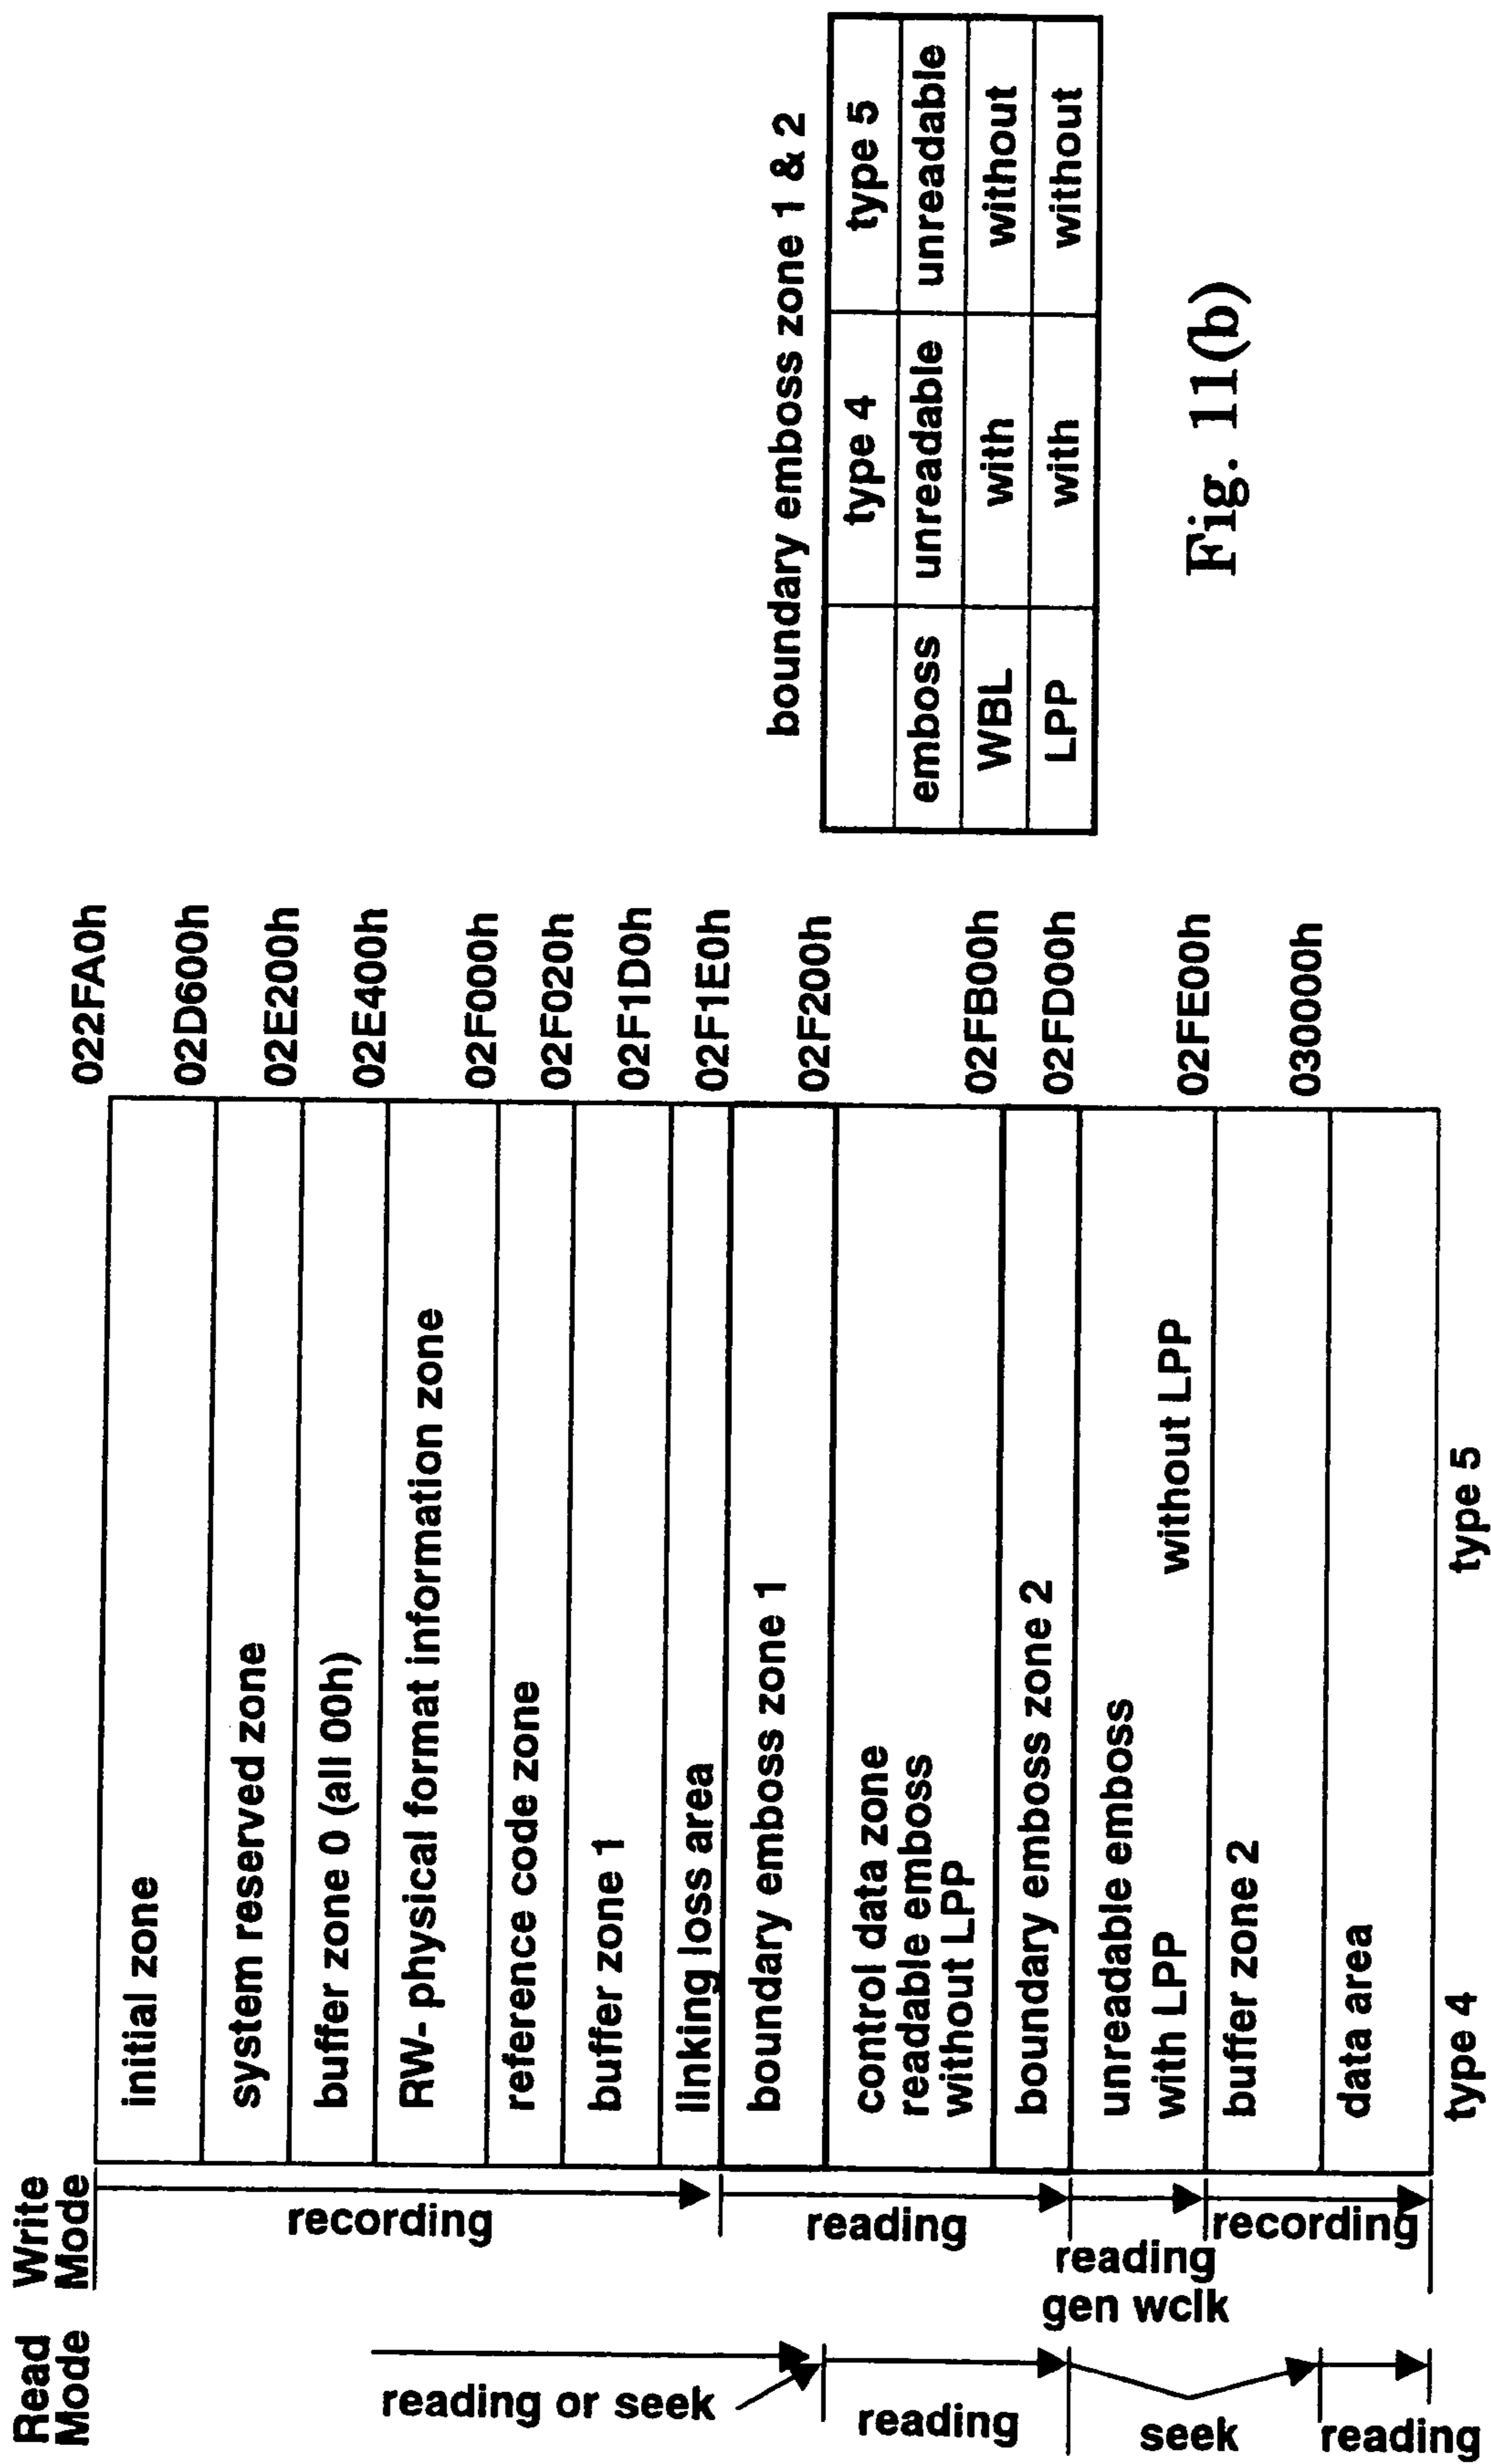 022FA0h
initial zone
02D600h
system reserved zone
02E200h
buffer zone 0 (all 00h)
02E400h
RW- physical format information zone
02F000h
reference code zone
02F020h
buffer zone 1
02F1D0h
linking loss area
02F1E0h
boundary emboss zone 1
02F200h
control data zone
readable emboss
without LPP
02FB00h
boundary emboss zone 2
02FD00h
unreadable emboss
with LPP
without LPP
02FE00h
buffer zone 2
030000h
data area
type 4
type 5
Write
Mode
recording
reading
reading
gen wclk
recording
Read
Mode
reading or seek
reading
seek
reading
boundary emboss zone 1 & 2
type 4 type 5
emboss unreadable unreadable
WBL with without
LPP with without
Fig. 11(b)